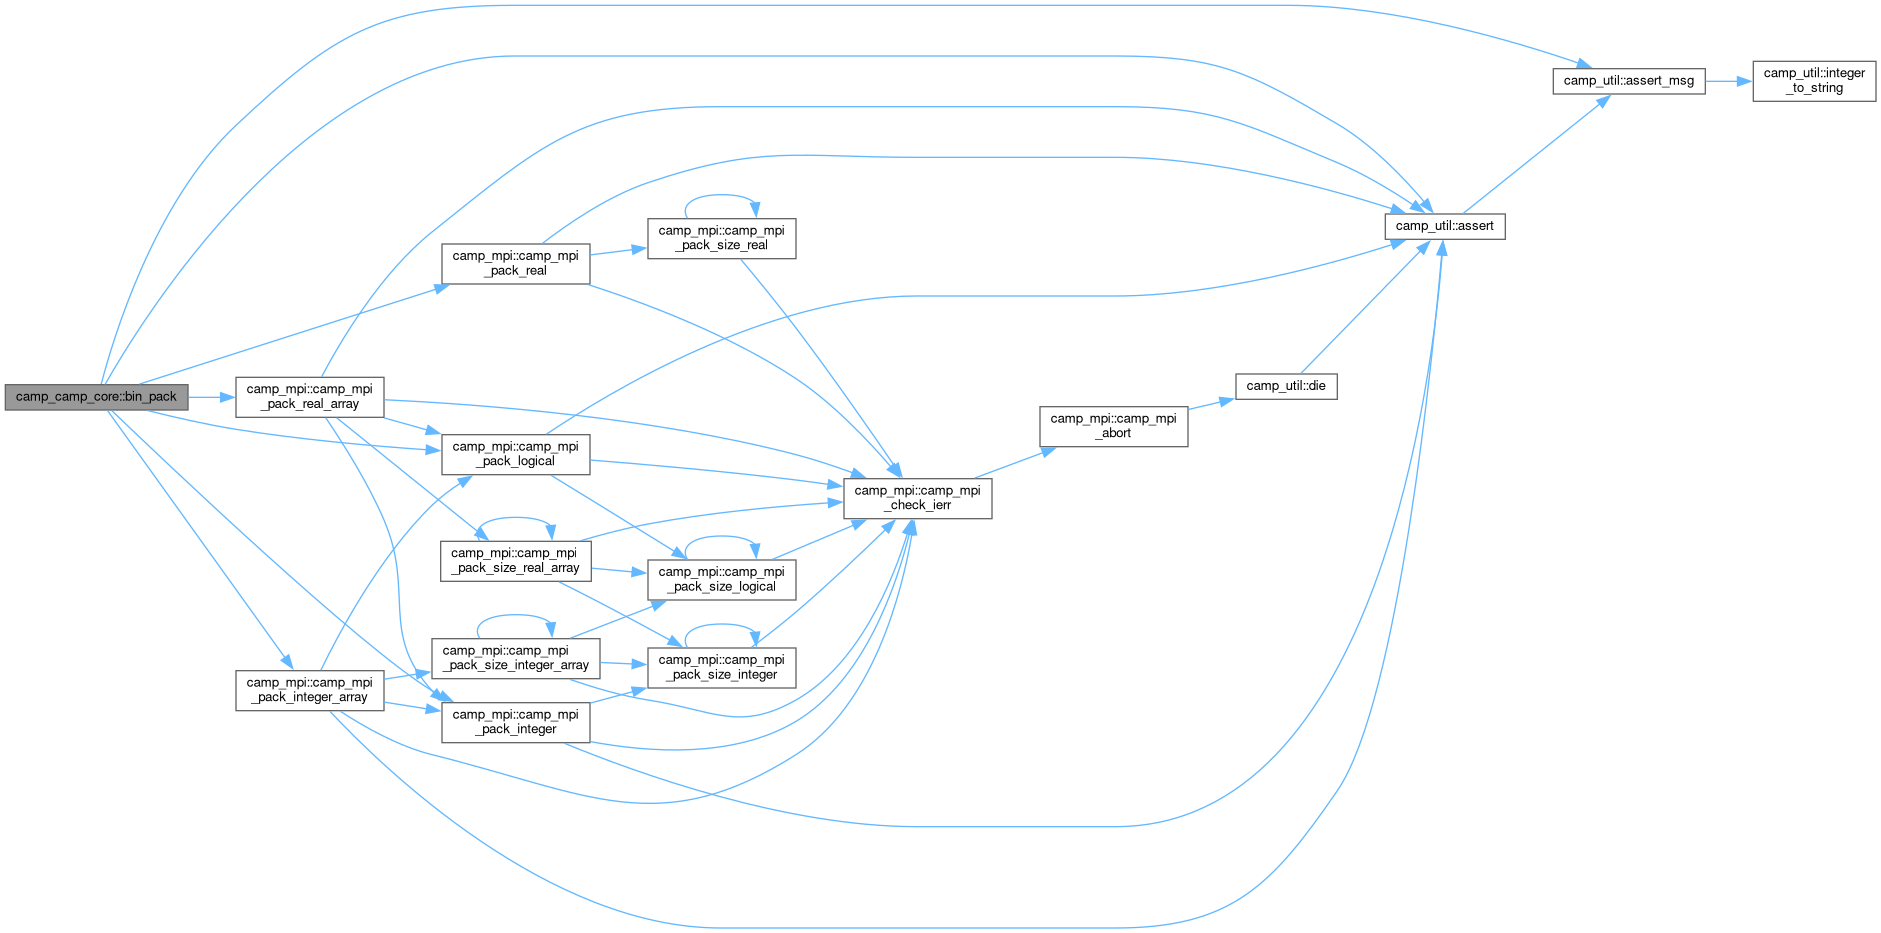 camp_util::assert_msg
camp_util::integer
_to_string
camp_util::assert
camp_mpi::camp_mpi
_pack_size_real
camp_mpi::camp_mpi
_pack_real
camp_util::die
camp_camp_core::bin_pack
camp_mpi::camp_mpi
_pack_real_array
camp_mpi::camp_mpi
_abort
camp_mpi::camp_mpi
_pack_logical
camp_mpi::camp_mpi
_check_ierr
camp_mpi::camp_mpi
_pack_size_real_array
camp_mpi::camp_mpi
_pack_size_logical
camp_mpi::camp_mpi
_pack_size_integer_array
camp_mpi::camp_mpi
_pack_size_integer
camp_mpi::camp_mpi
_pack_integer_array
camp_mpi::camp_mpi
_pack_integer